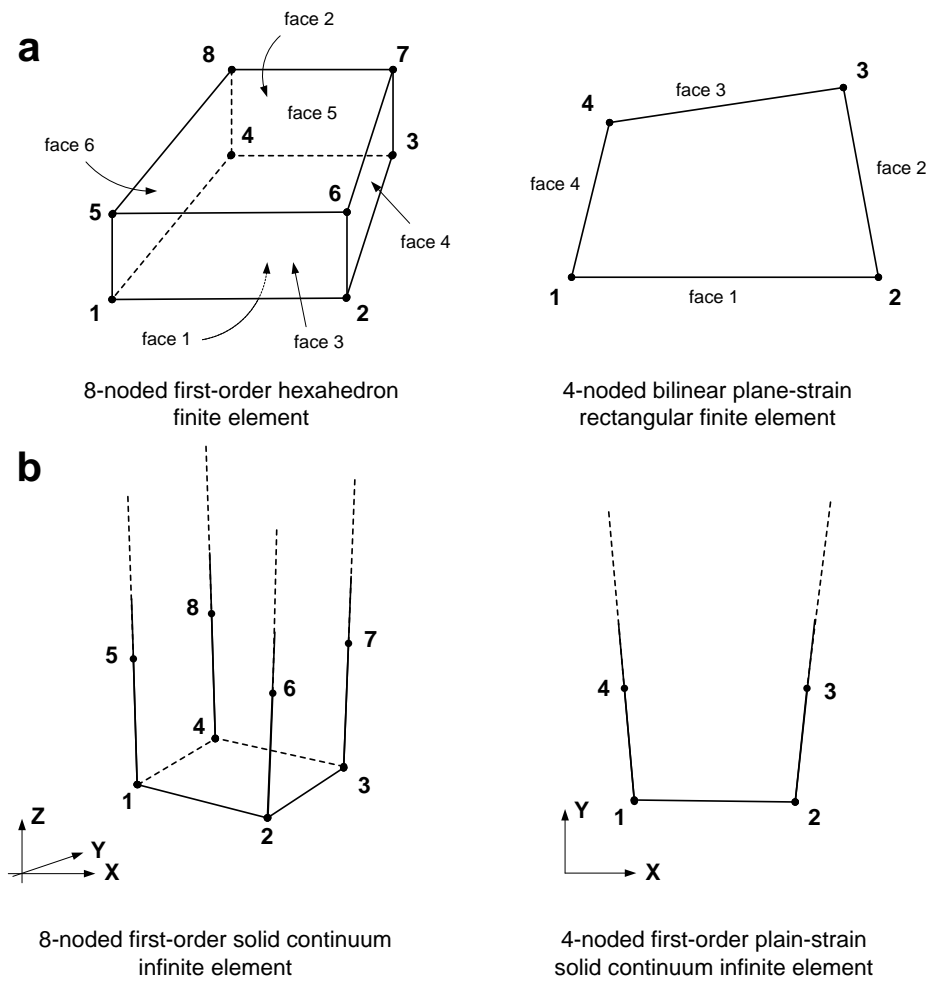 a
face 2
8
7
face 5
4
3
face 6
6
5
face 4
1
2
face 1
face 3
8-noded first-order hexahedron
finite element
3
face 3
4
face 2
face 4
1
face 1
2
4-noded bilinear plane-strain
rectangular finite element
b
8
7
5
6
4
3
1
2
Z
Y
X
8-noded first-order solid continuum
infinite element
4
3
1
2
Y
X
4-noded first-order plain-strain
solid continuum infinite element